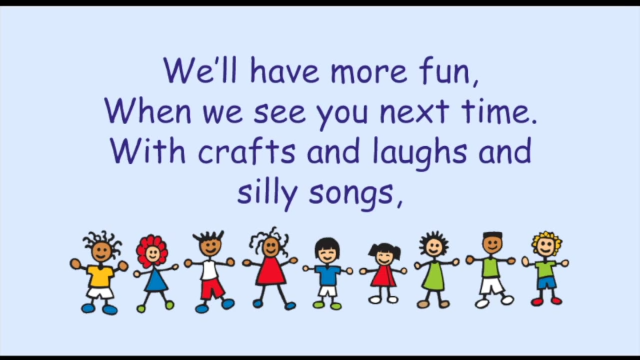 We'll have more fun,
When we see you next time.
With crafts and laughs and
silly songs,